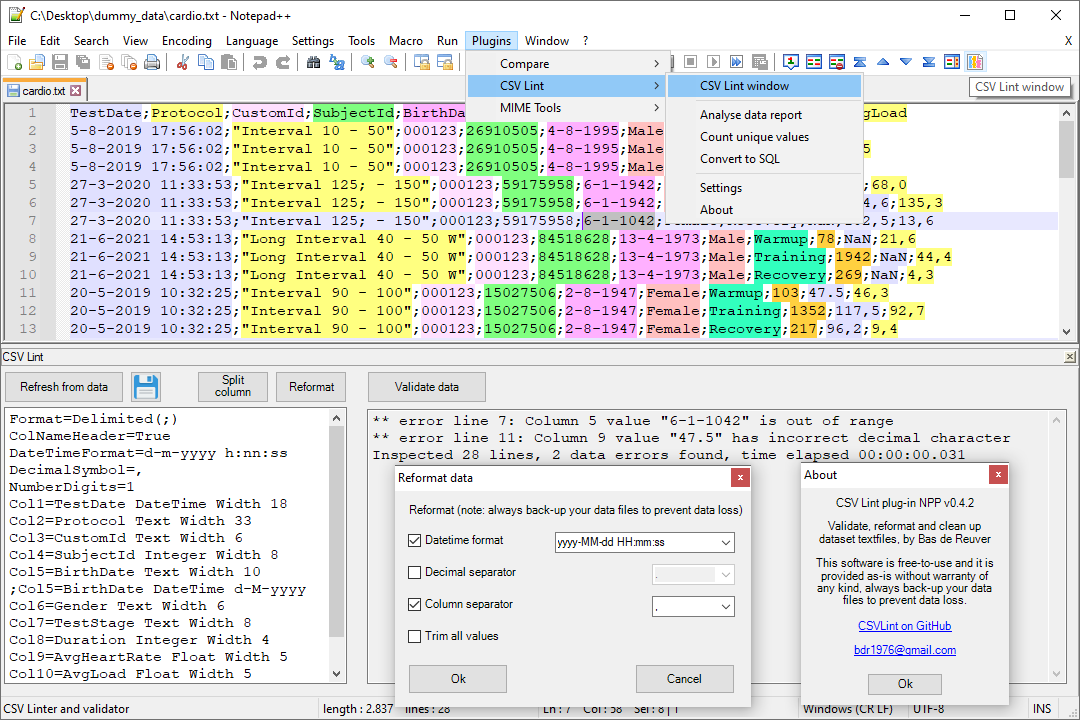 C:\Desktop\dummy_data\cardio.txt - Notepad++
File Edit Search View Encoding Language Settings Tools Macro Run Plugins Window ? X
Compare
CSV Lint
MIME Tools
CSV Lint window
Analyse data report
Count unique values
Convert to SQL
Settings
About
CSV Lint window
cardio.txt
1 TestDate;Protocol;CustomId;SubjectId;BirthDa gLoad
2 5-8-2019 17:56:02;"Interval 10 - 50";000123;26910505;4-8-1995;Male
3 5-8-2019 17:56:02;"Interval 10 - 50";000123;26910505;4-8-1995;Male 5
4 5-8-2019 17:56:02;"Interval 10 - 50";000123;26910505;4-8-1995;Male
5 27-3-2020 11:33:53;"Interval 125; - 150";000123;59175958;6-1-1942; ;68,0
6 27-3-2020 11:33:53;"Interval 125; - 150";000123;59175958;6-1-1942; 4,6;135,3
7 27-3-2020 11:33:53;"Interval 125; - 150";000123;59175958;6-1-1042; 2,5;13,6
8 21-6-2021 14:53:13;"Long Interval 40 - 50 W";000123;84518628;13-4-1973;Male;Warmup;78;NaN;21,6
9 21-6-2021 14:53:13;"Long Interval 40 - 50 W";000123;84518628;13-4-1973;Male;Training;1942;NaN;44,4
10 21-6-2021 14:53:13;"Long Interval 40 - 50 W";000123;84518628;13-4-1973;Male;Recovery;269;NaN;4,3
11 20-5-2019 10:32:25;"Interval 90 - 100";000123;15027506;2-8-1947;Female;Warmup;103;47.5;46,3
12 20-5-2019 10:32:25;"Interval 90 - 100";000123;15027506;2-8-1947;Female;Training;1352;117,5;92,7
13 20-5-2019 10:32:25;"Interval 90 - 100";000123;15027506;2-8-1947;Female;Recovery;217;96,2;9,4
CSV Lint
Refresh from data
Split
column
Reformat
Validate data
Format=Delimited(;)
ColNameHeader=True
DateTimeFormat=d-m-yyyy h:nn:ss
DecimalSymbol=,
NumberDigits=1
Col1=TestDate DateTime Width 18
Col2=Protocol Text Width 33
Col3=CustomId Text Width 6
Col4=SubjectId Integer Width 8
Col5=BirthDate Text Width 10
;Col5=BirthDate DateTime d-M-yyyy
Col6=Gender Text Width 6
Col7=TestStage Text Width 8
Col8=Duration Integer Width 4
Col9=AvgHeartRate Float Width 5
Col10=AvgLoad Float Width 5
** error line 7: Column 5 value "6-1-1042" is out of range
** error line 11: Column 9 value "47.5" has incorrect decimal character
Inspected 28 lines, 2 data errors found, time elapsed 00:00:00.031
Reformat data
Reformat (note: always back-up your data files to prevent data loss)
Datetime format yyyy-MM-dd HH:mm:ss
Decimal separator .
Column separator ,
Trim all values
Ok Cancel
About
CSV Lint plug-in NPP v0.4.2
Validate, reformat and clean up
dataset textfiles, by Bas de Reuver
This software is free-to-use and it is
provided as-is without warranty of
any kind, always back-up your data
files to prevent data loss.
CSVLint on GitHub
bdr1976@gmail.com
Ok
CSV Linter and validator length : 2.837 lines : 28 Ln : 7 Col : 58 Sel : 8 | 1 Windows (CR LF) UTF-8 INS